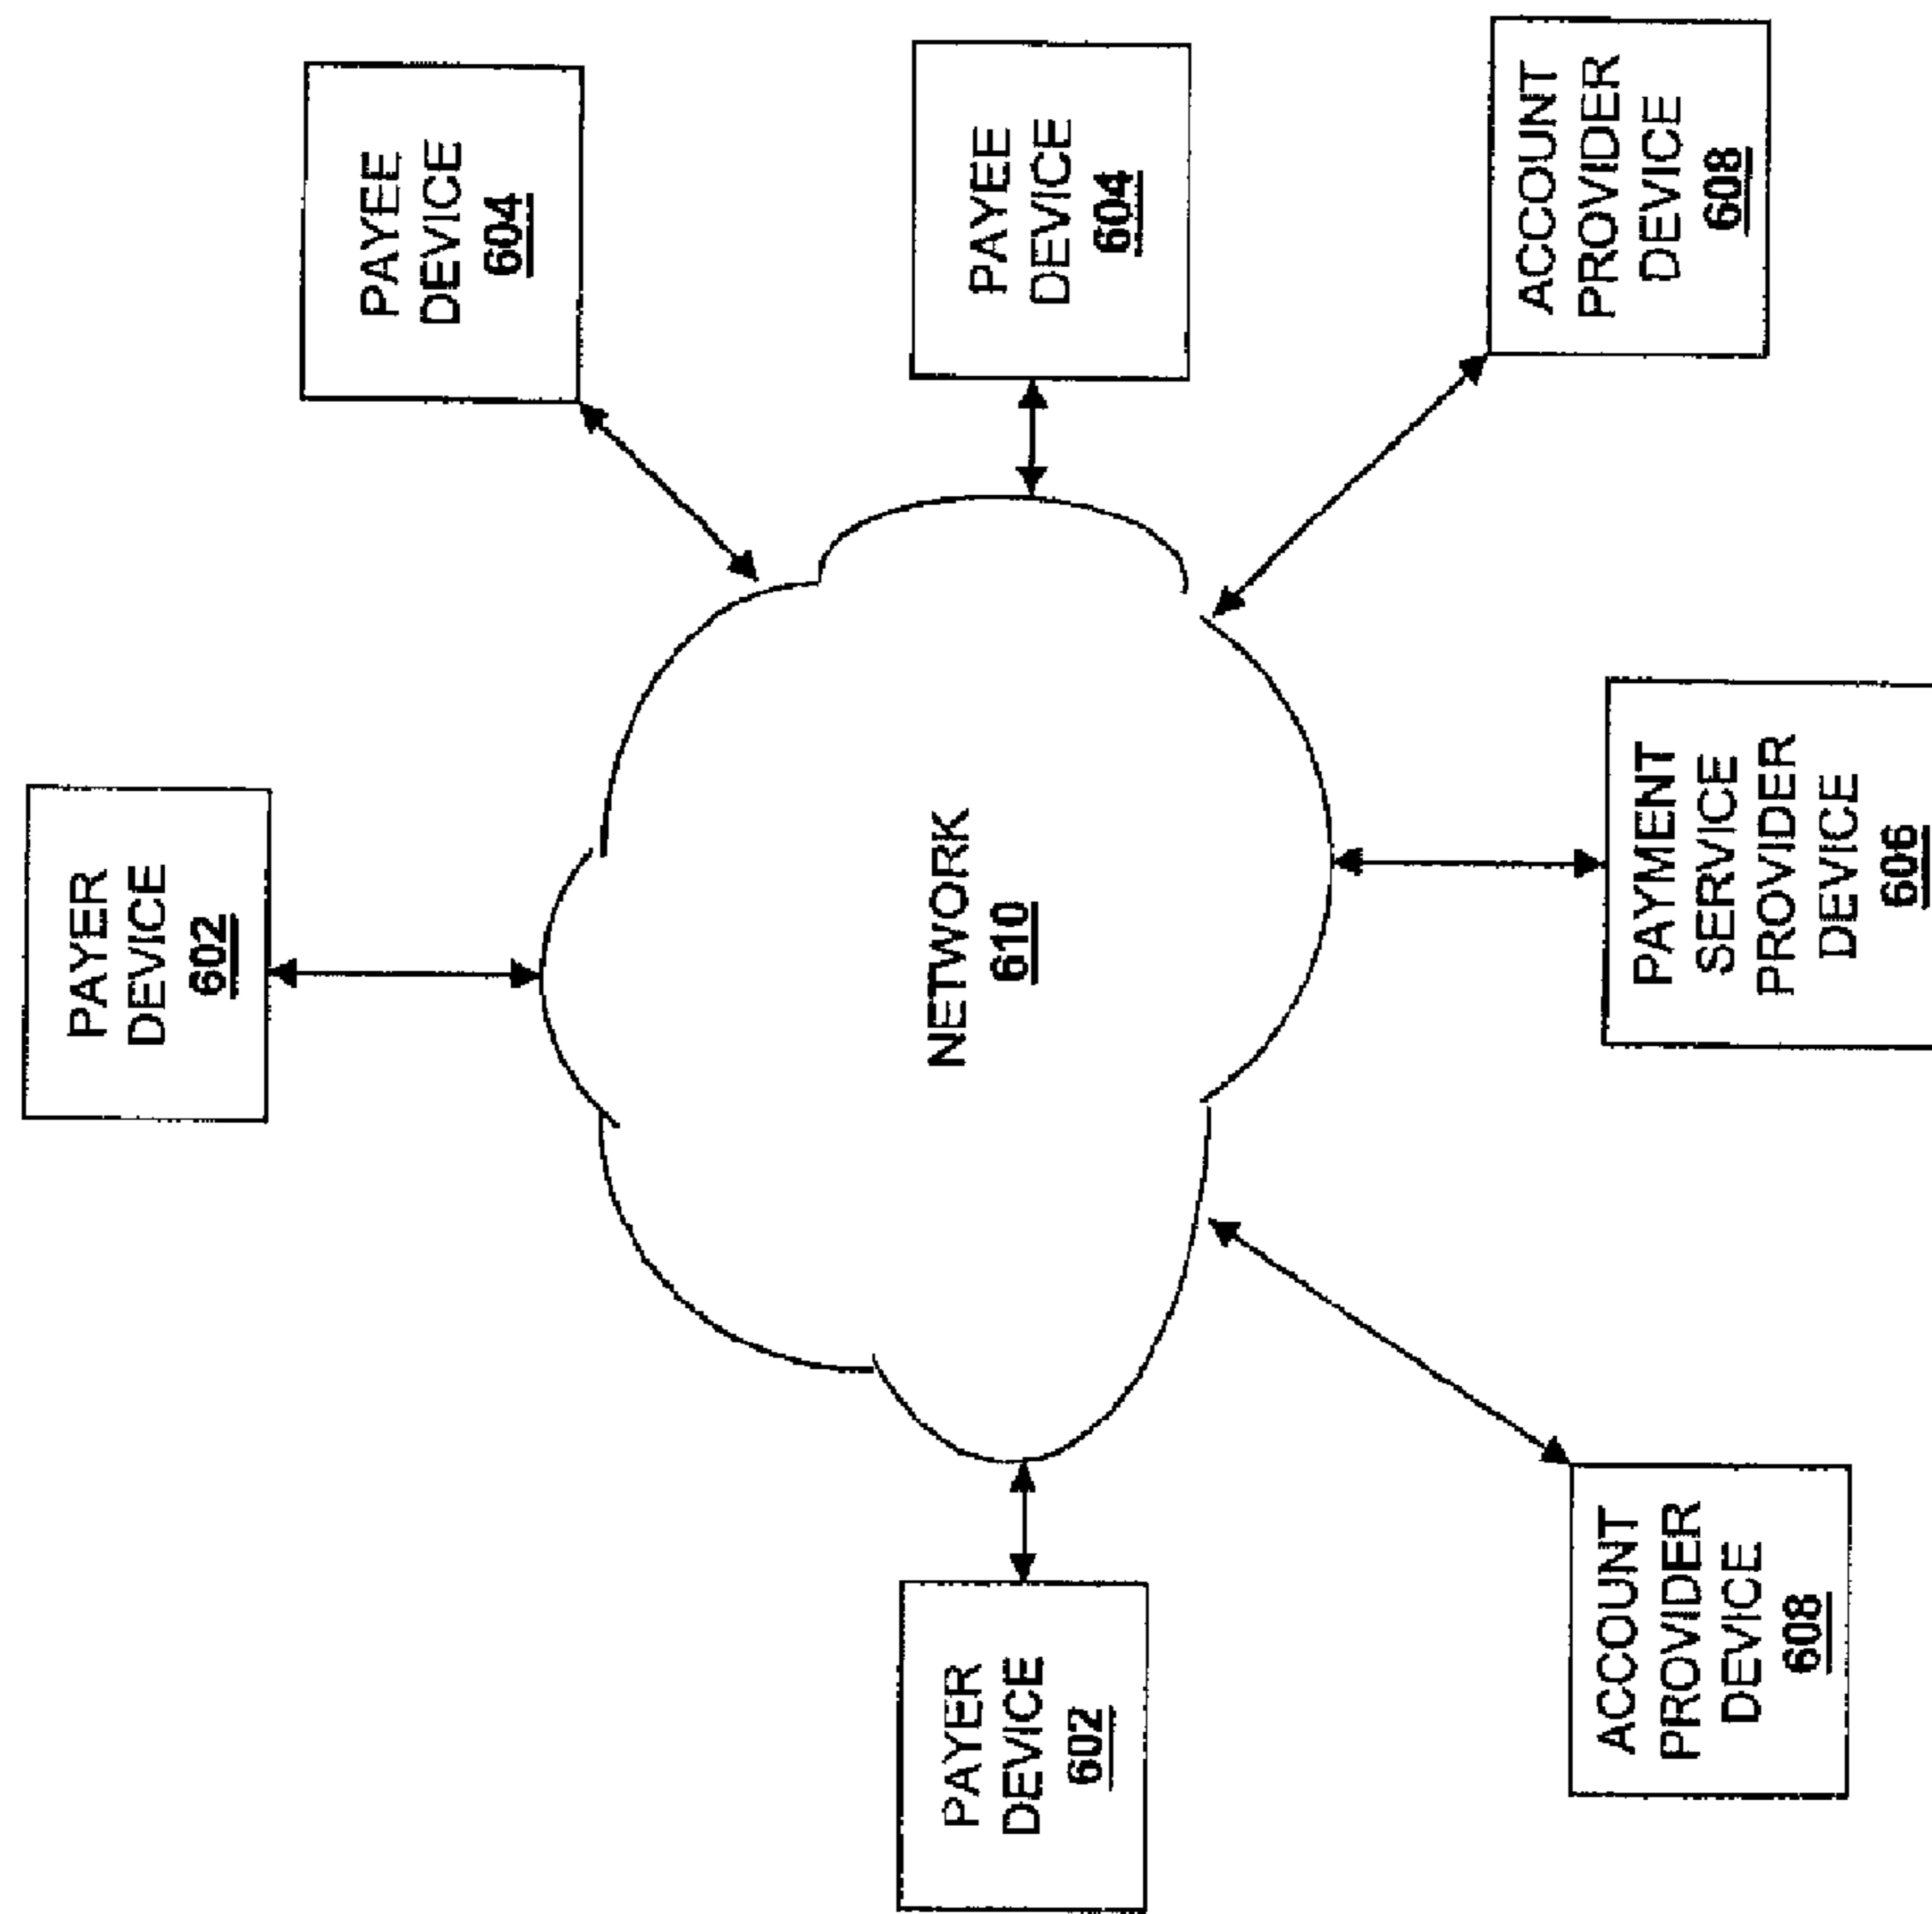 PAYER
DEVICE
602
PAYEE
DEVICE
604
PAYER
DEVICE
602
NETWORK
610
PAYEE
DEVICE
604
ACCOUNT
PROVIDER
DEVICE
608
PAYMENT
SERVICE
PROVIDER
DEVICE
606
ACCOUNT
PROVIDER
DEVICE
608